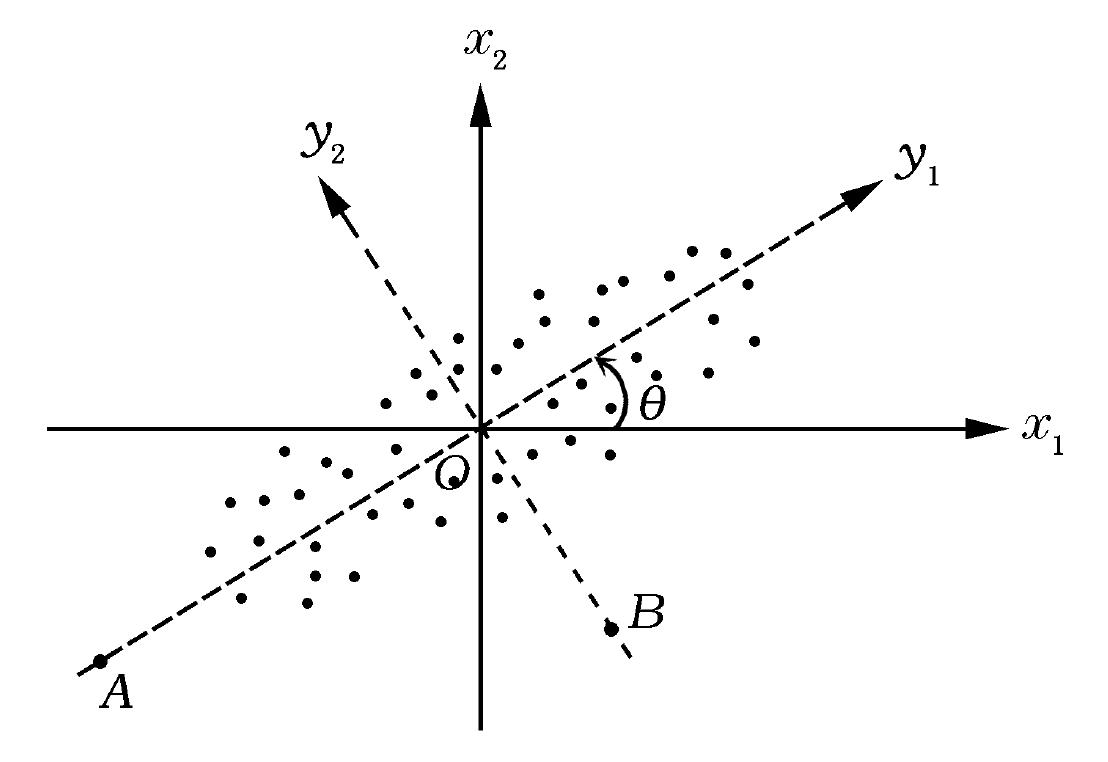 x₂
y₂
y₁
θ
x₁
O
B
A